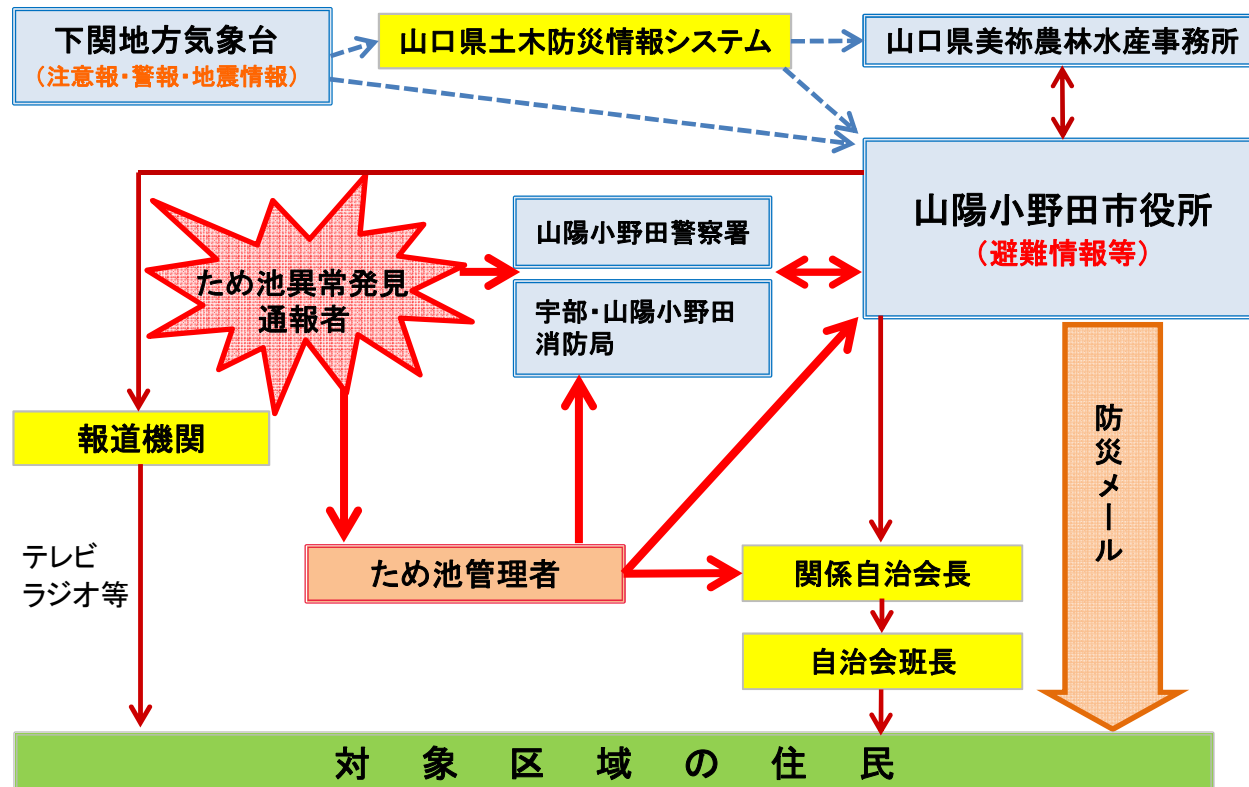 下関地方気象台
（注意報・警報・地震情報）
山口県土木防災情報システム
山口県美祢農林水産事務所
山陽小野田市役所
（避難情報等）
山陽小野田警察署
宇部・山陽小野田
消防局
ため池異常発見
通報者
報道機関
テレビ
ラジオ等
ため池管理者
関係自治会長
自治会班長
防災メール
対象区域の住民